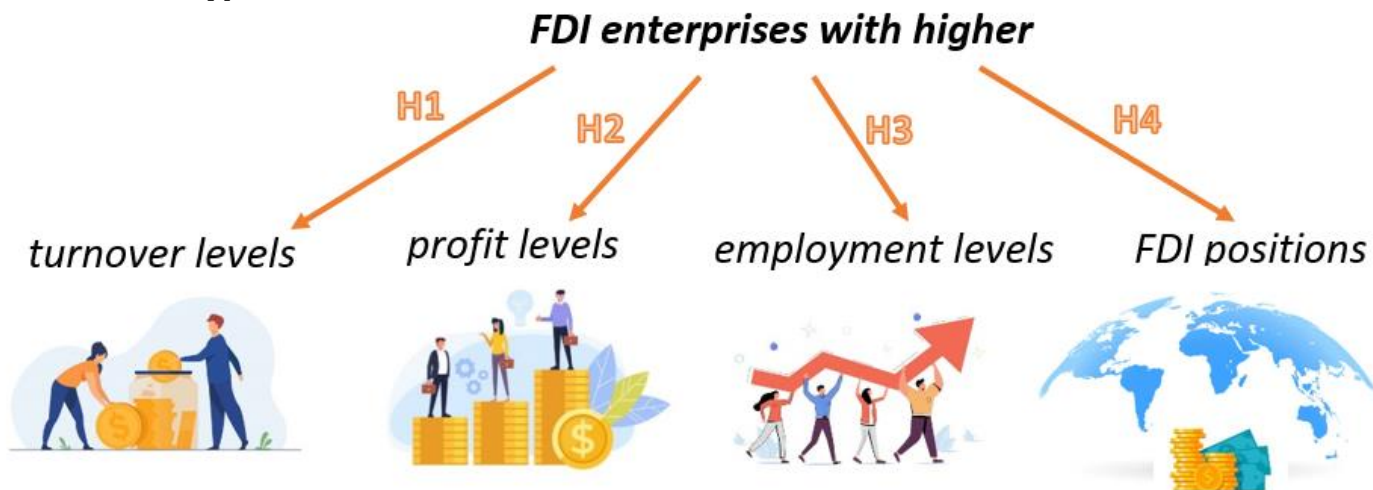 FDI enterprises with higher
H1
H2
H3
H4
turnover levels
profit levels
employment levels
FDI positions